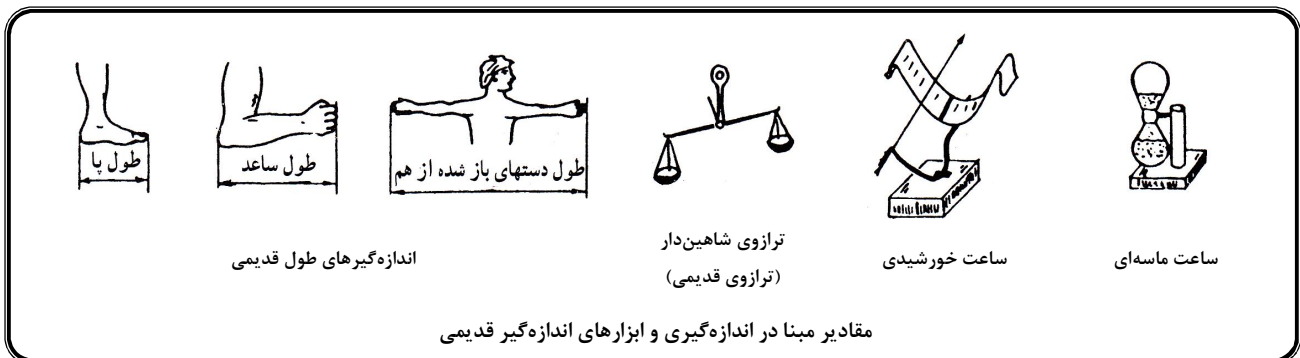 طول پا
طول ساعد
طول دستهای باز شده از هم
ساعت ماسه‌ای
ساعت خورشیدی
ترازوی شاهین‌دار
(ترازوی قدیمی)
اندازه‌گیرهای طول قدیمی
مقادیر مبنا در اندازه‌گیری و ابزارهای اندازه‌گیر قدیمی